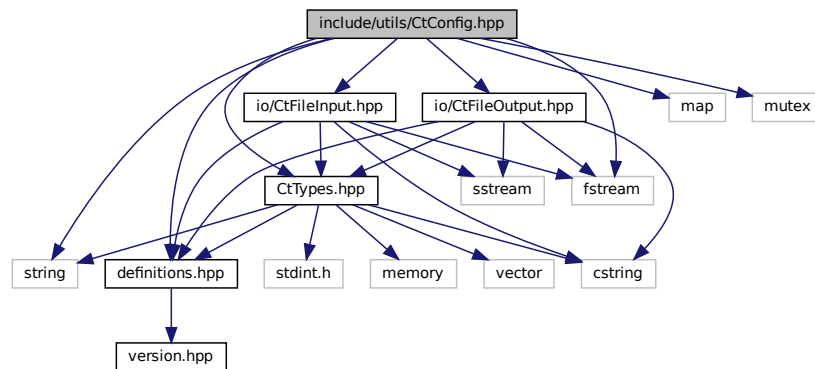 include/utils/CtConfig.hpp
io/CtFileInput.hpp
io/CtFileOutput.hpp
map
mutex
CtTypes.hpp
sstream
fstream
string
definitions.hpp
stdint.h
memory
vector
cstring
version.hpp